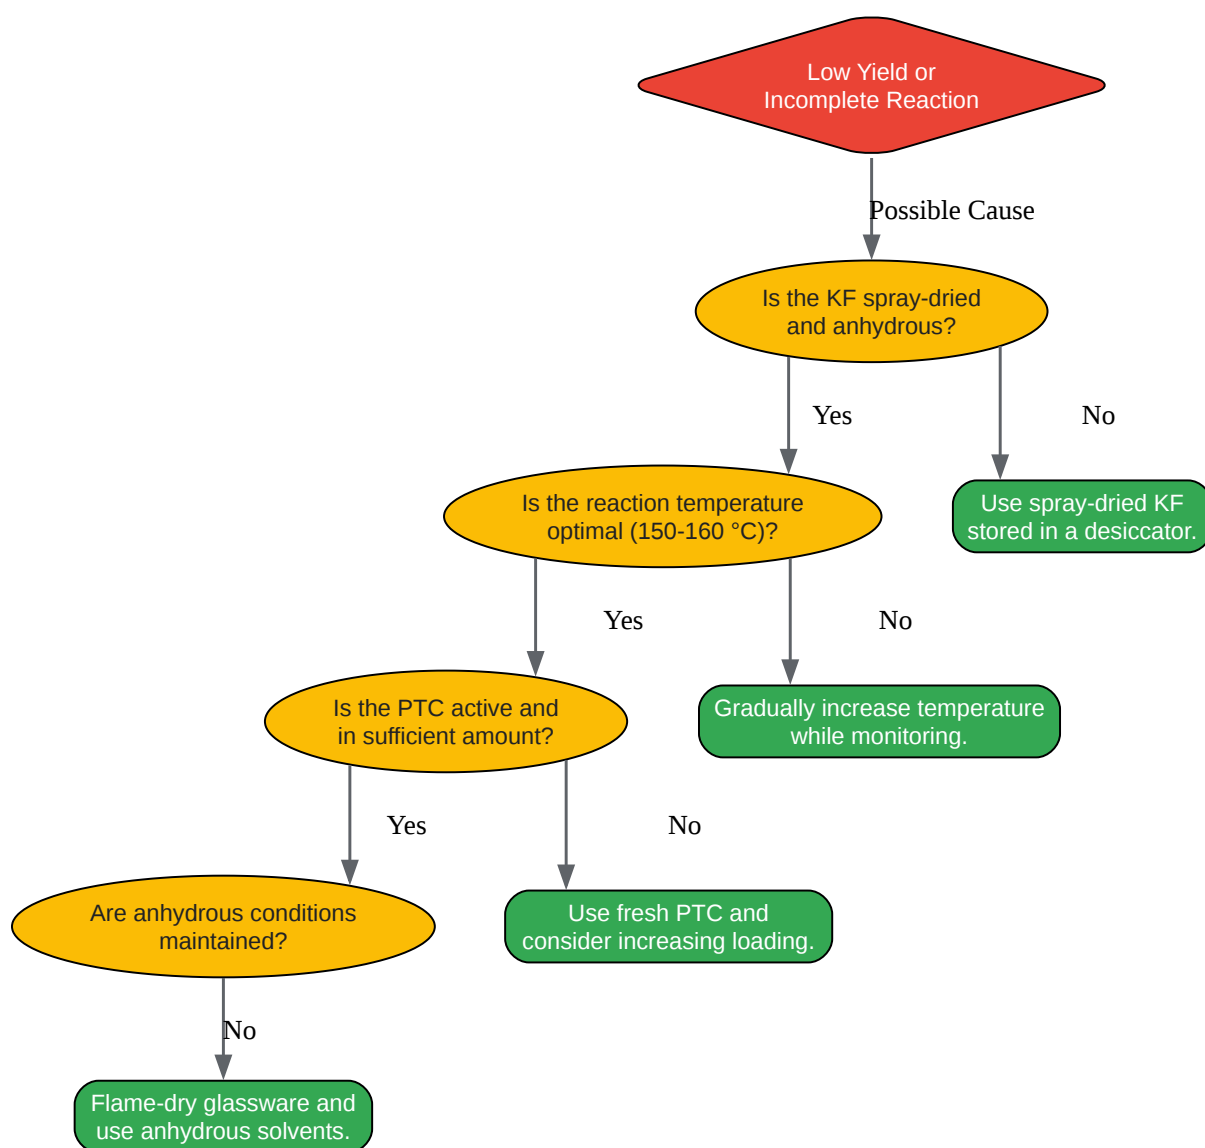 Low Yield or
Incomplete Reaction
Possible Cause
Is the KF spray-dried
and anhydrous?
Yes
No
Is the reaction temperature
optimal (150-160 °C)?
Use spray-dried KF
stored in a desiccator.
Yes
No
Is the PTC active and
in sufficient amount?
Gradually increase temperature
while monitoring.
Yes
No
Are anhydrous conditions
maintained?
Use fresh PTC and
consider increasing loading.
No
Flame-dry glassware and
use anhydrous solvents.